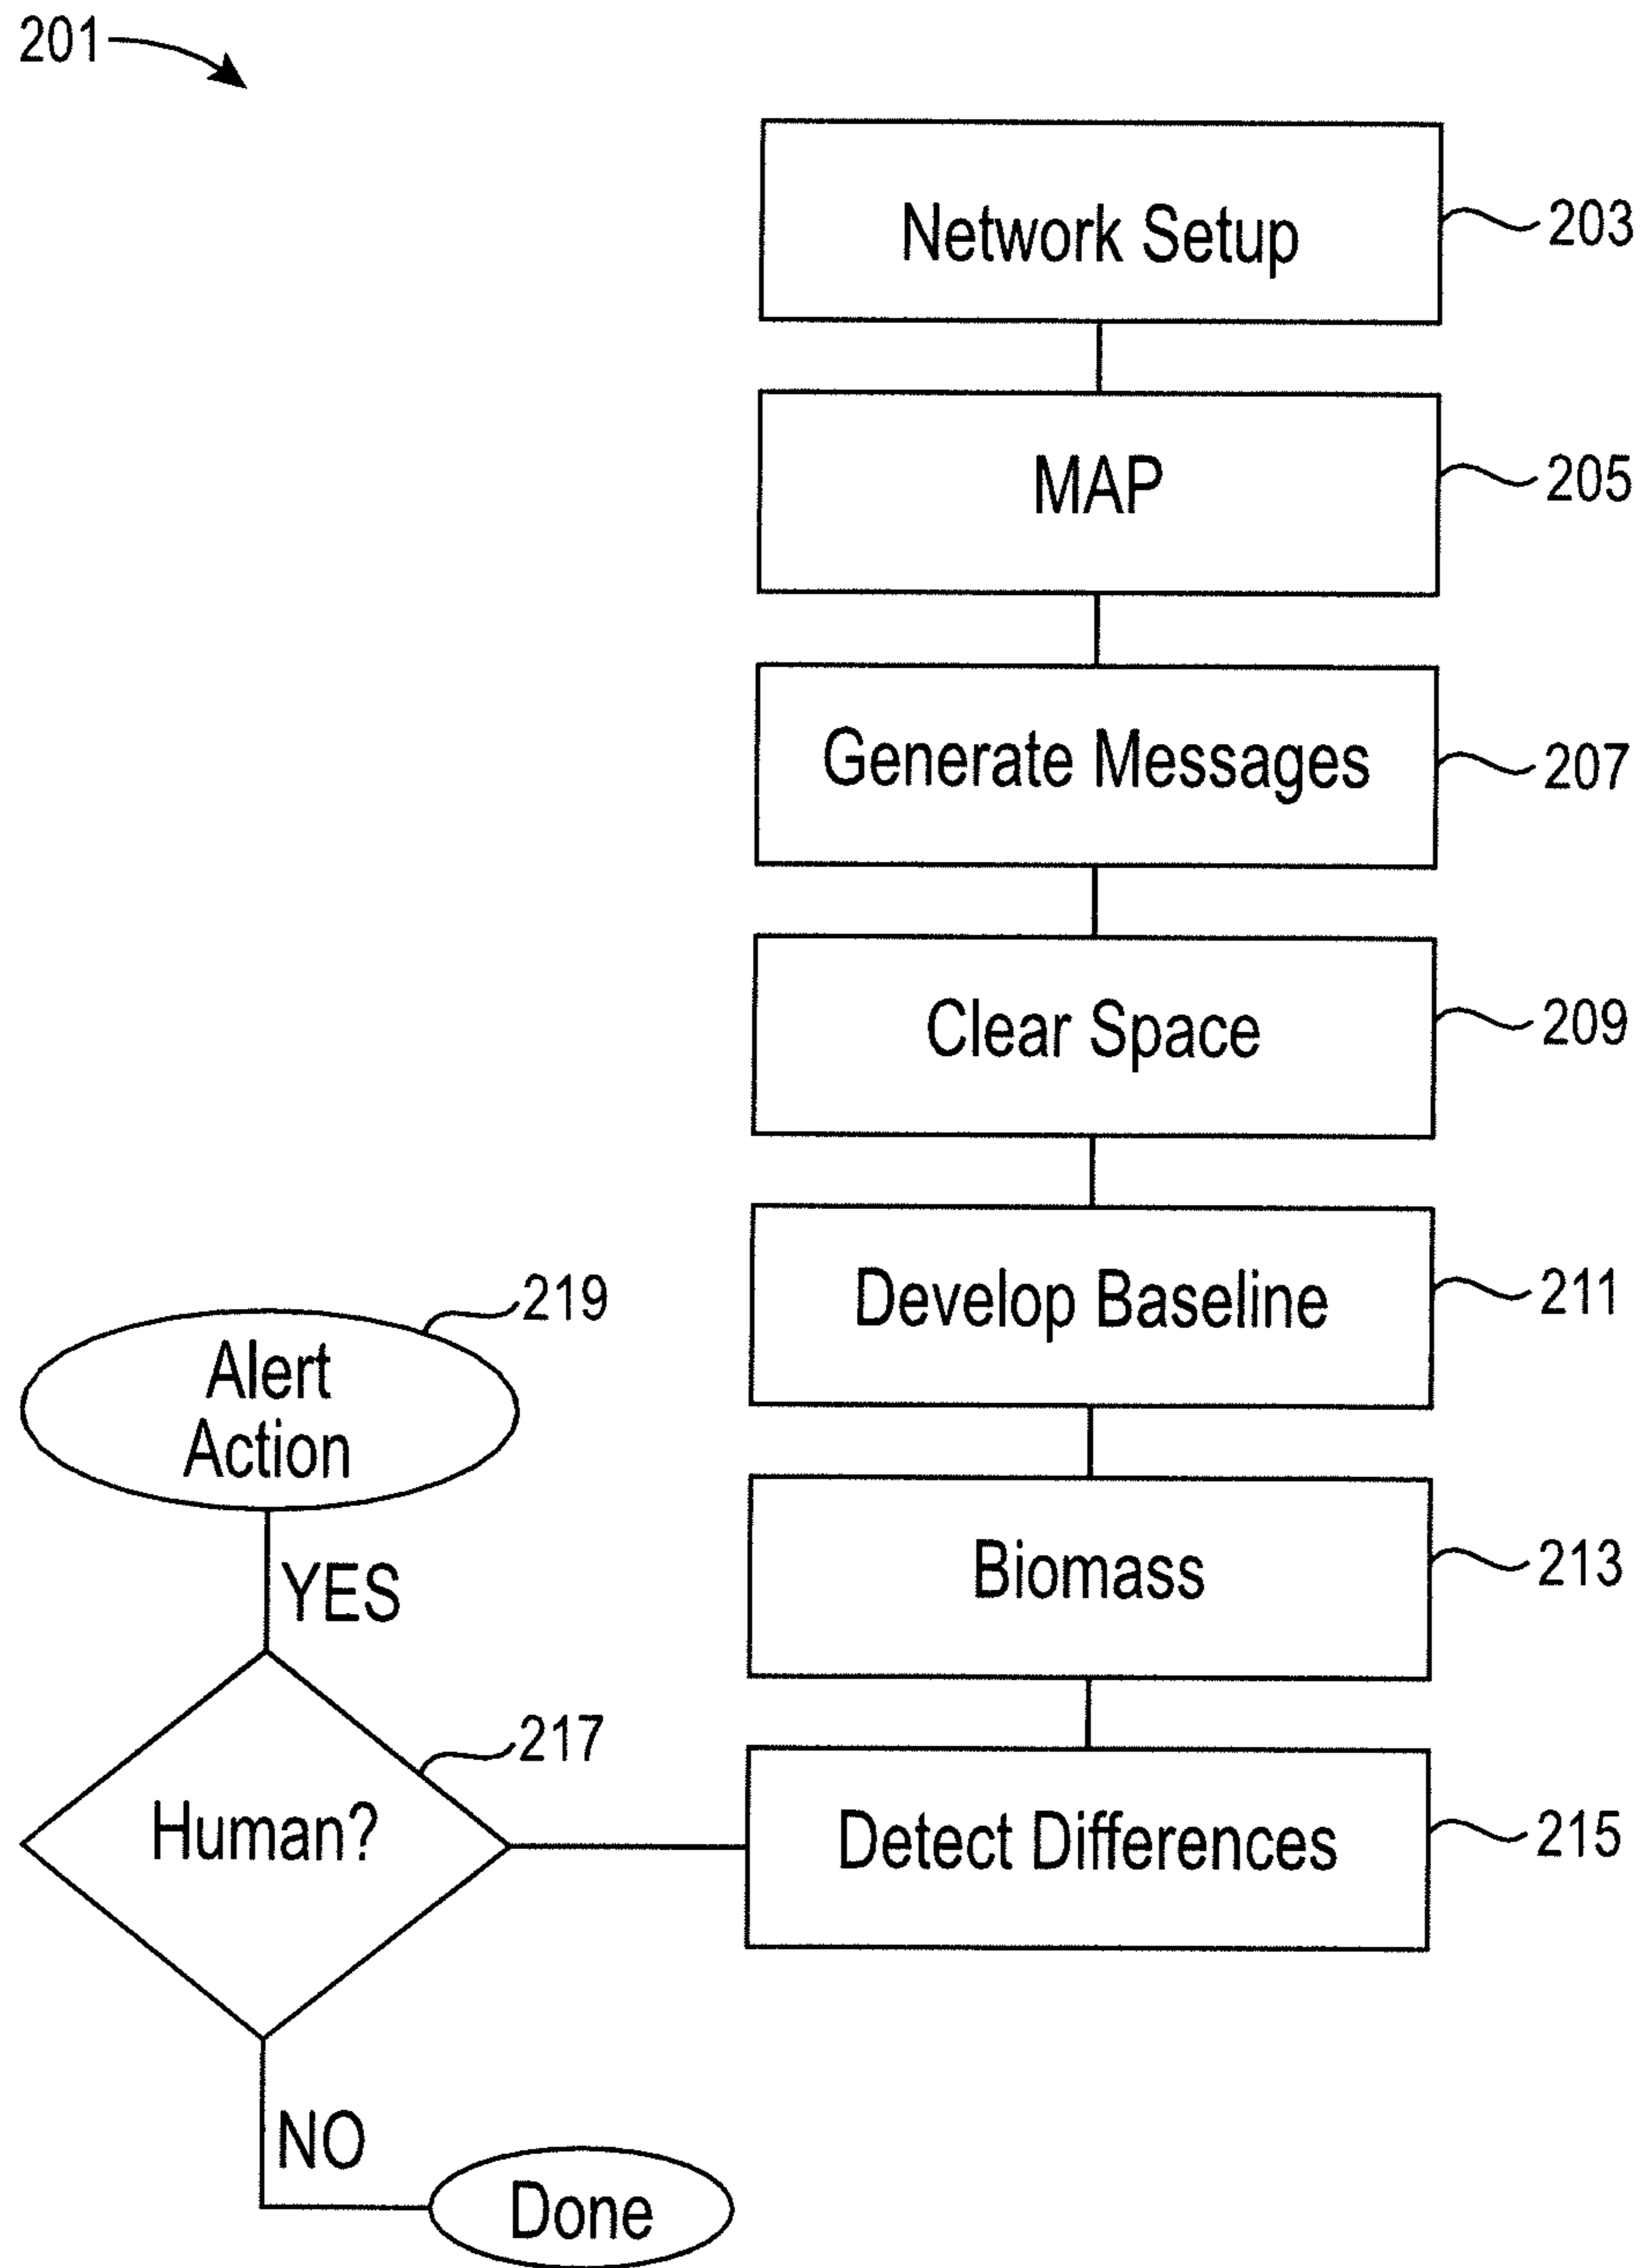 201
Network Setup
203
MAP
205
Generate Messages
207
Clear Space
209
Develop Baseline
211
Biomass
213
Detect Differences
215
Human?
217
YES
Alert
Action
219
NO
Done